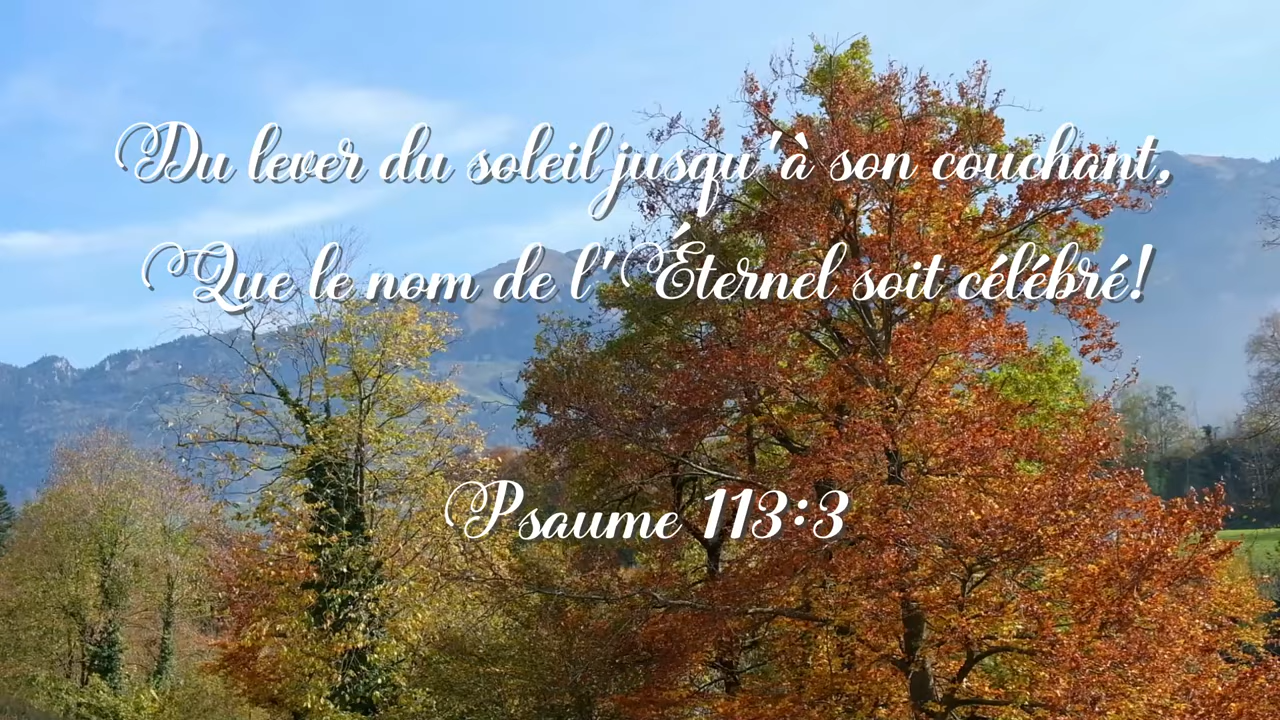 Du lever du soleil jusqu'à son couchant,
Que le nom de l'Éternel soit célébré!
Psaume 113:3